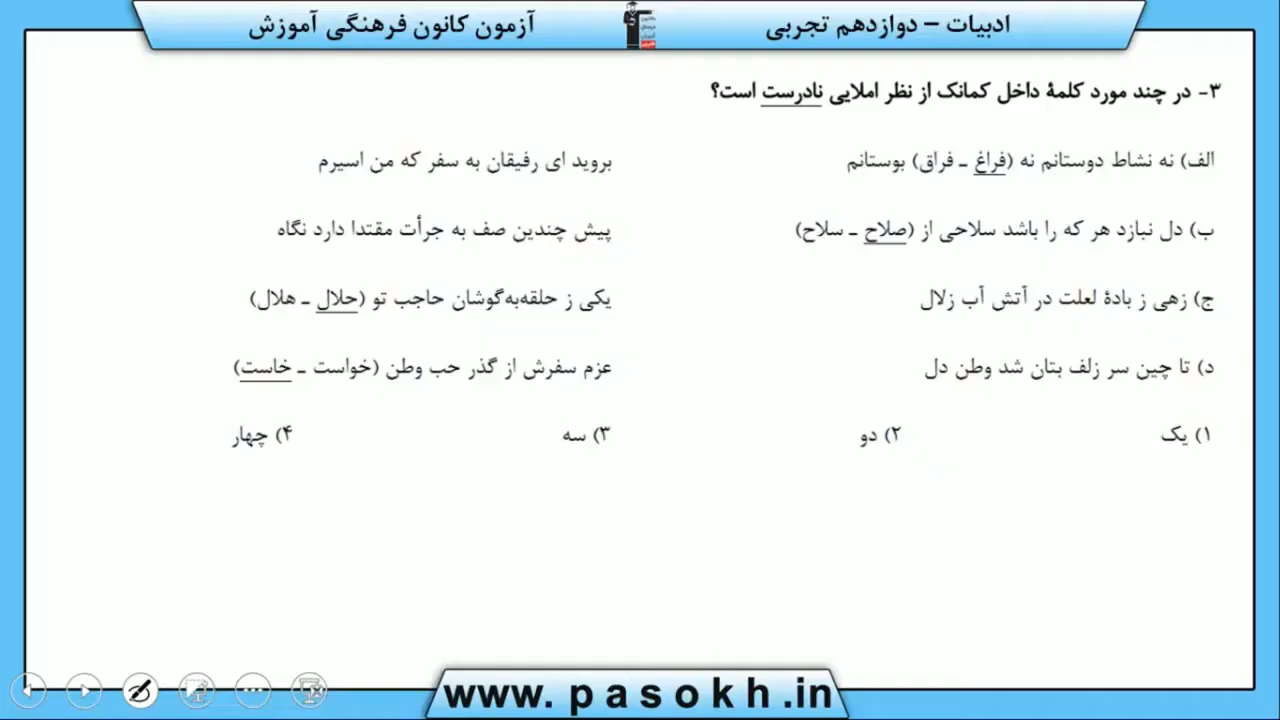 ادبیات – دوازدهم تجربی
آزمون کانون فرهنگی آموزش
۳- در چند مورد کلمۀ داخل کمانک از نظر املایی نادرست است؟
الف) نه نشاط دوستانم نه (فراغ ـ فراق) بوستانم بروید ای رفیقان به سفر که من اسیرم
ب) دل نبازد هر که را باشد سلاحی از (صلاح ـ سلاح) پیش چندین صف به جرأت مقتدا دارد نگاه
ج) زهی ز بادۀ لعلت در آتش آب زلال یکی ز حلقه‌به‌گوشان حاجب تو (حلال ـ هلال)
د) تا چین سر زلف بتان شد وطن دل عزم سفرش از گذر حب وطن (خواست ـ خاست)
۱) یک ۲) دو ۳) سه ۴) چهار
www. p a s o k h .in